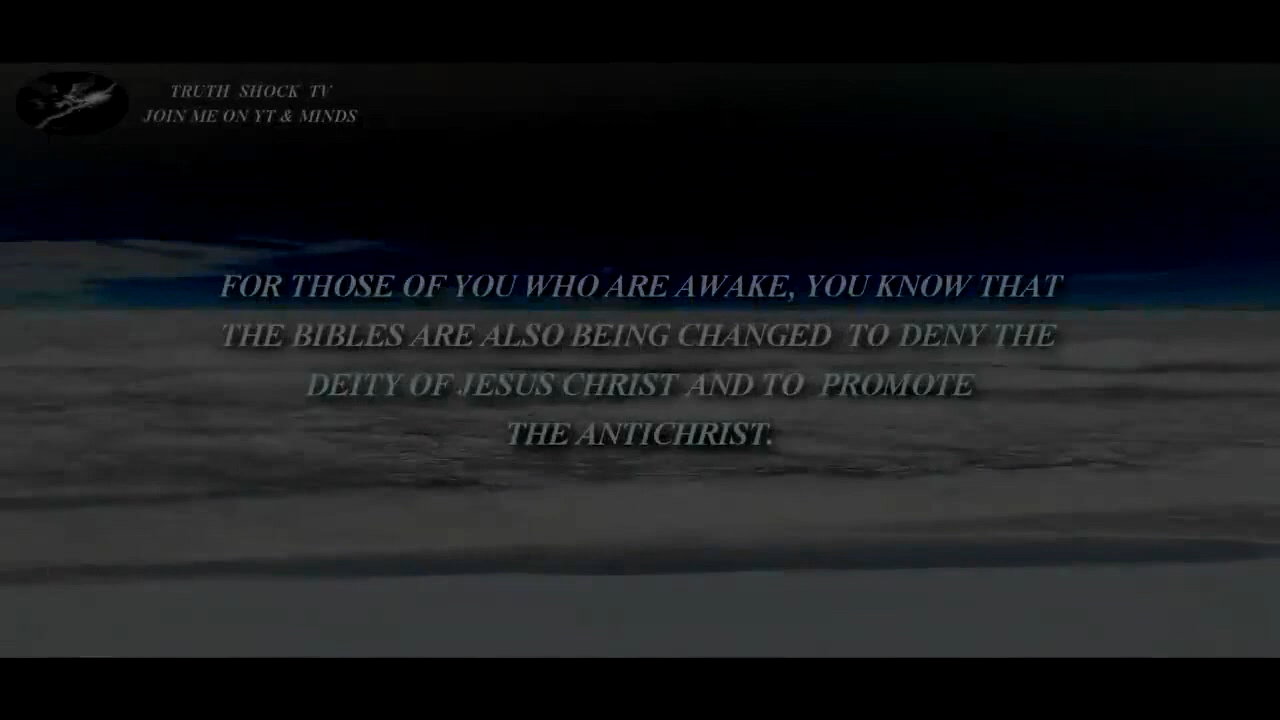 TRUTH SHOCK TV
JOIN ME ON YT & MINDS
FOR THOSE OF YOU WHO ARE AWAKE, YOU KNOW THAT
THE BIBLES ARE ALSO BEING CHANGED TO DENY THE
DEITY OF JESUS CHRIST AND TO PROMOTE
THE ANTICHRIST.